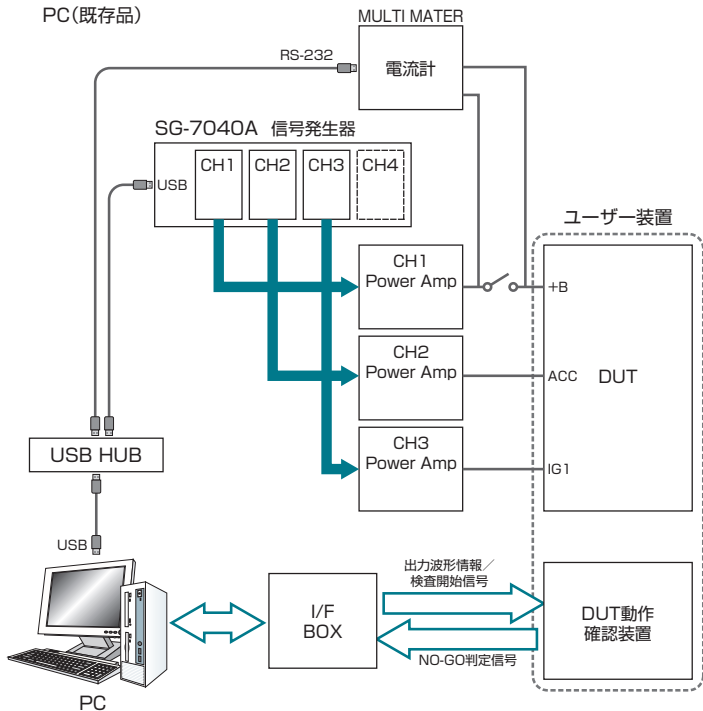 PC（既存品）
MULTI MATER
RS-232
電流計
SG-7040A 信号発生器
USB
CH1
CH2
CH3
CH4
ユーザー装置
CH1
Power Amp
+B
CH2
Power Amp
ACC
DUT
CH3
Power Amp
IG1
USB HUB
USB
出力波形情報／
検査開始信号
I/F
BOX
DUT動作
確認装置
NO-GO判定信号
PC